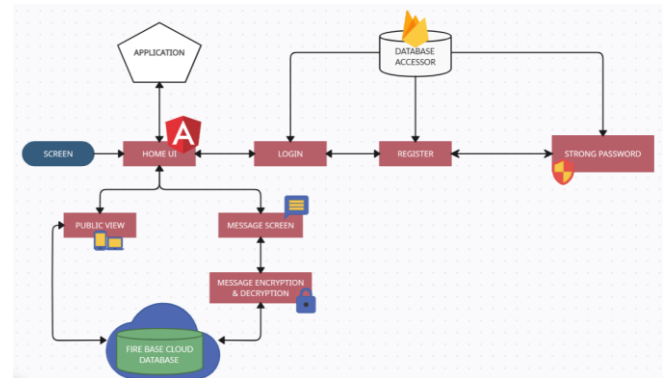 APPLICATION
DATABASE
ACCESSOR
SCREEN
HOME UI
LOGIN
REGISTER
STRONG PASSWORD
PUBLIC VIEW
MESSAGE SCREEN
MESSAGE ENCRYPTION
& DECRYPTION
FIRE BASE CLOUD
DATABASE